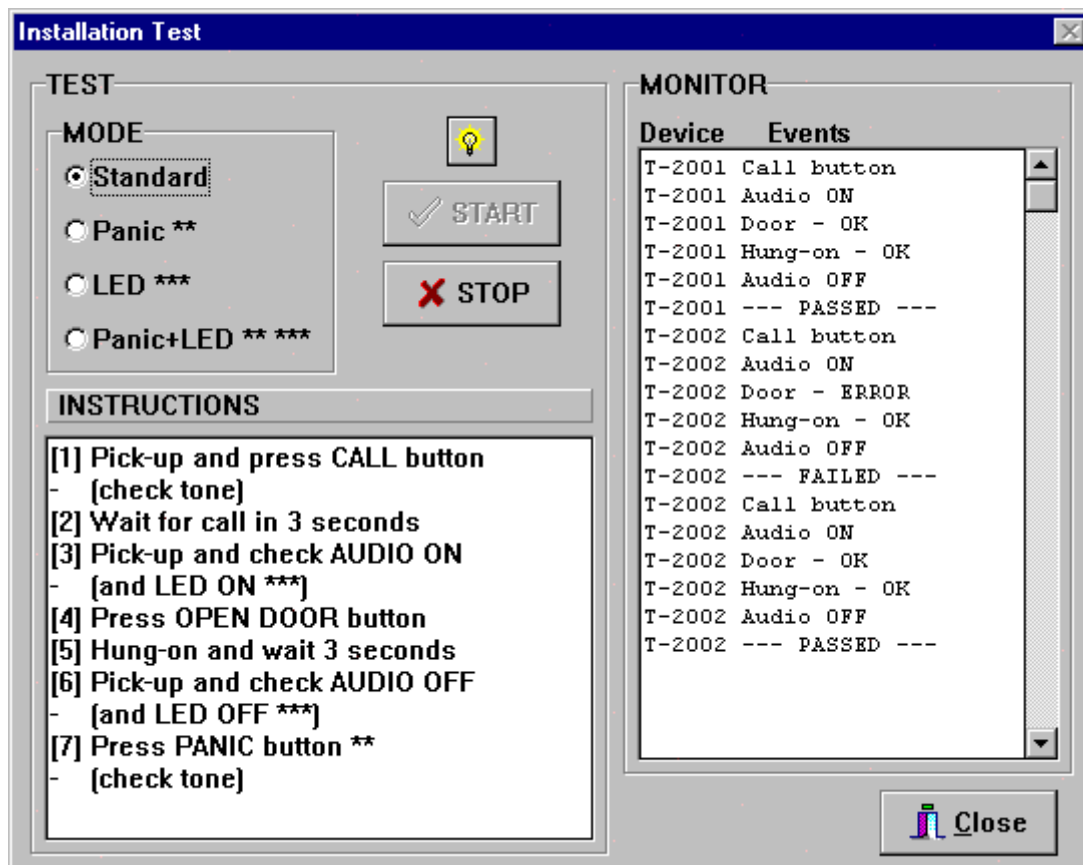 Installation Test
TEST
MODE
Standard
Panic **
LED ***
Panic+LED ** ***
START
STOP
INSTRUCTIONS
[1] Pick-up and press CALL button
- (check tone)
[2] Wait for call in 3 seconds
[3] Pick-up and check AUDIO ON
- (and LED ON ***)
[4] Press OPEN DOOR button
[5] Hung-on and wait 3 seconds
[6] Pick-up and check AUDIO OFF
- (and LED OFF ***)
[7] Press PANIC button **
- (check tone)
MONITOR
Device Events
T-2001 Call button
T-2001 Audio ON
T-2001 Door - OK
T-2001 Hung-on - OK
T-2001 Audio OFF
T-2001 --- PASSED ---
T-2002 Call button
T-2002 Audio ON
T-2002 Door - ERROR
T-2002 Hung-on - OK
T-2002 Audio OFF
T-2002 --- FAILED ---
T-2002 Call button
T-2002 Audio ON
T-2002 Door - OK
T-2002 Hung-on - OK
T-2002 Audio OFF
T-2002 --- PASSED ---
Close